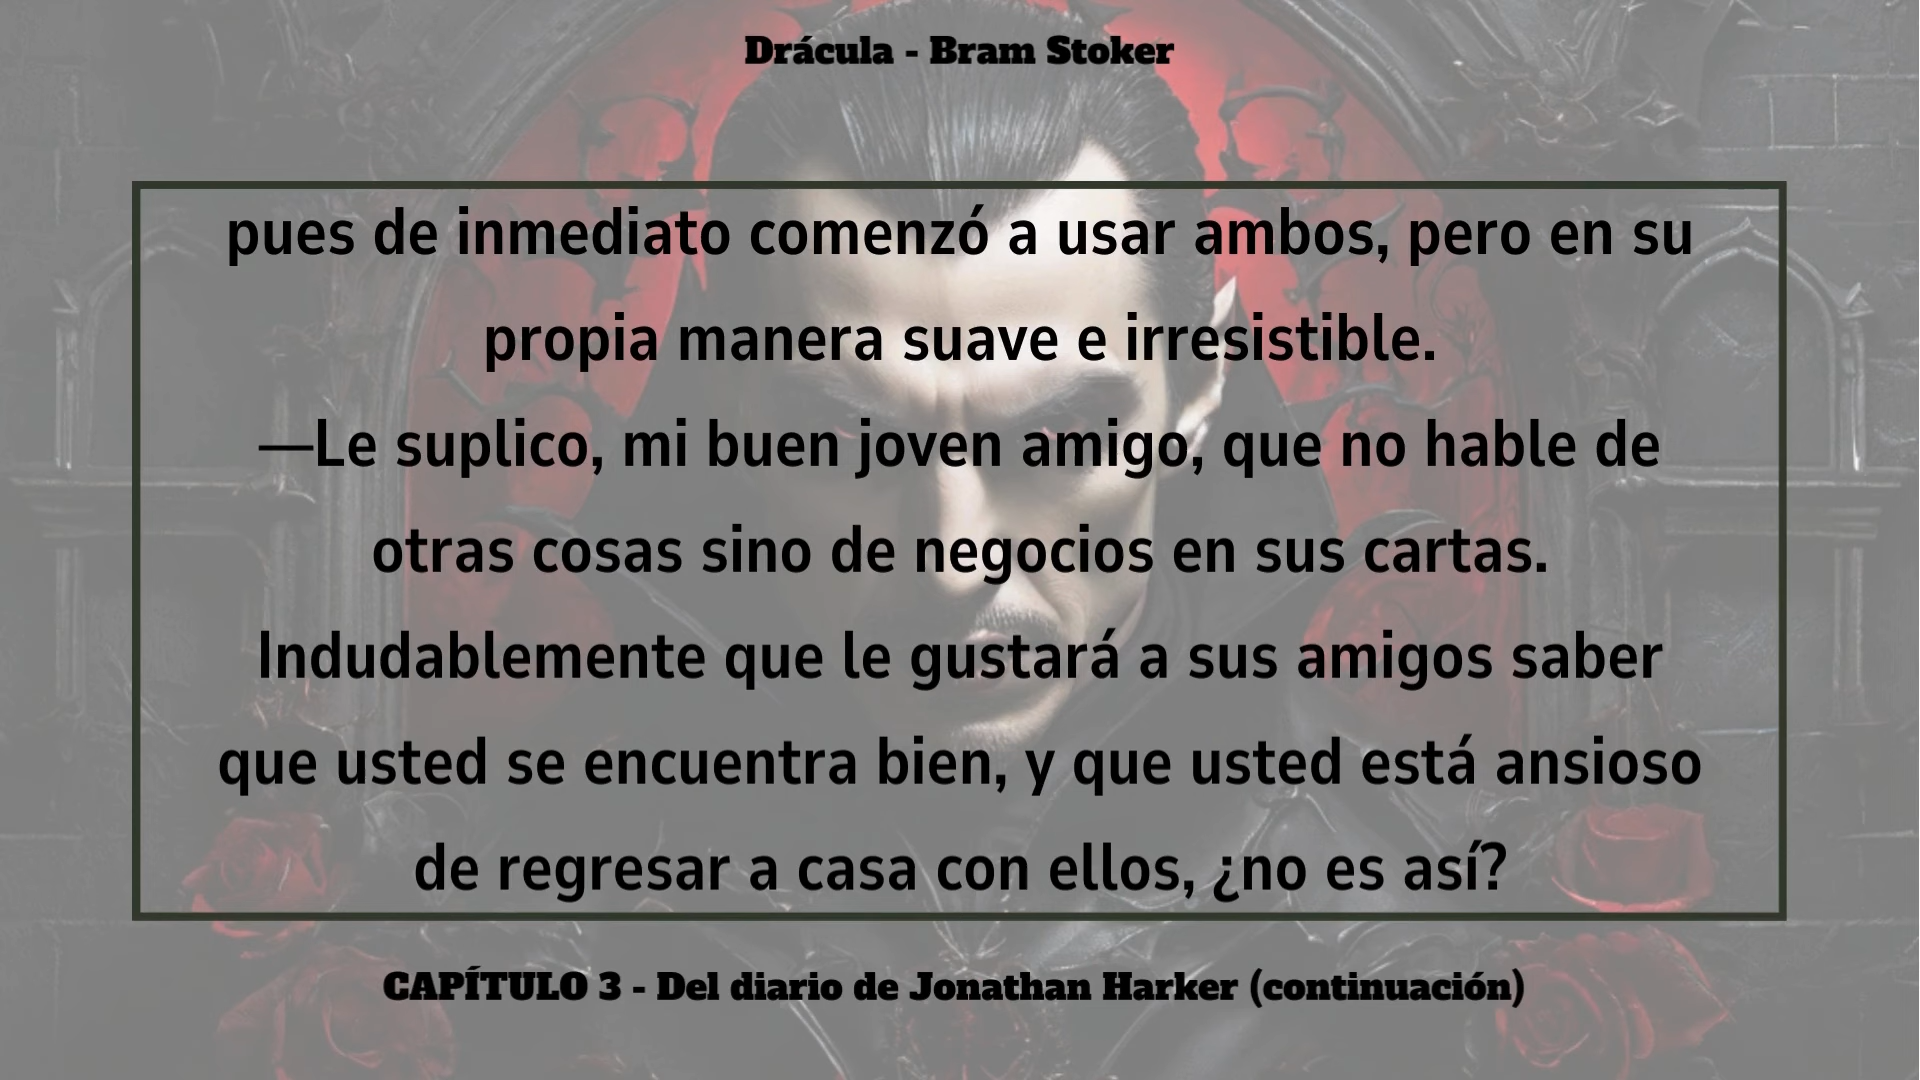 Drácula - Bram Stoker
pues de inmediato comenzó a usar ambos, pero en su
propia manera suave e irresistible.
—Le suplico, mi buen joven amigo, que no hable de
otras cosas sino de negocios en sus cartas.
Indudablemente que le gustará a sus amigos saber
que usted se encuentra bien, y que usted está ansioso
de regresar a casa con ellos, ¿no es así?
CAPÍTULO 3 - Del diario de Jonathan Harker (continuación)